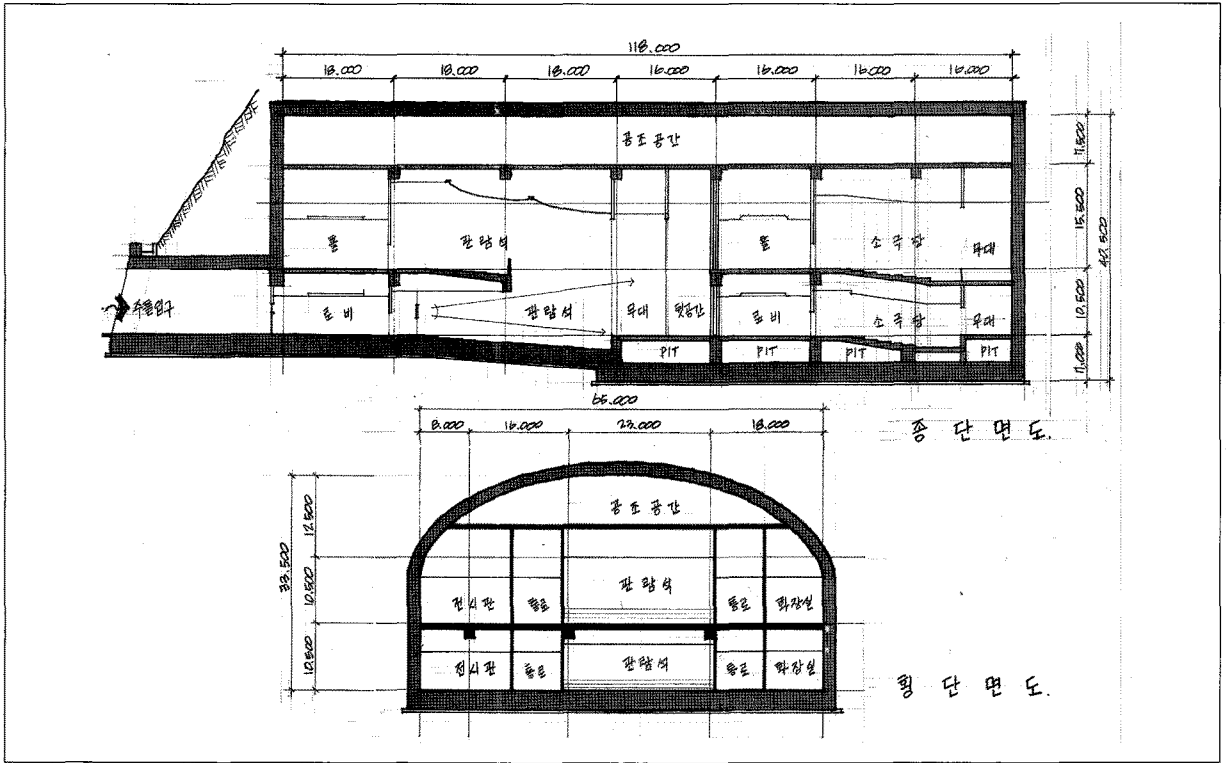 118.000
18.000 18.000 18.000 16.000 16.000 16.000 16.000
공조공간
11.500
홀 관람석 홀 소극장 무대
15.500
42.500
수출입구 로비 관람석 무대 뒷공간 로비 소극장 무대
10.500
PIT PIT PIT PIT
종단면도.
65.000
8.000 16.000 23.000 18.000
공조공간
12.500
33.500
관람석
10.500
전시관 통로 통로 화장실
10.500
전시관 통로 관람석 통로 화장실
횡단면도.